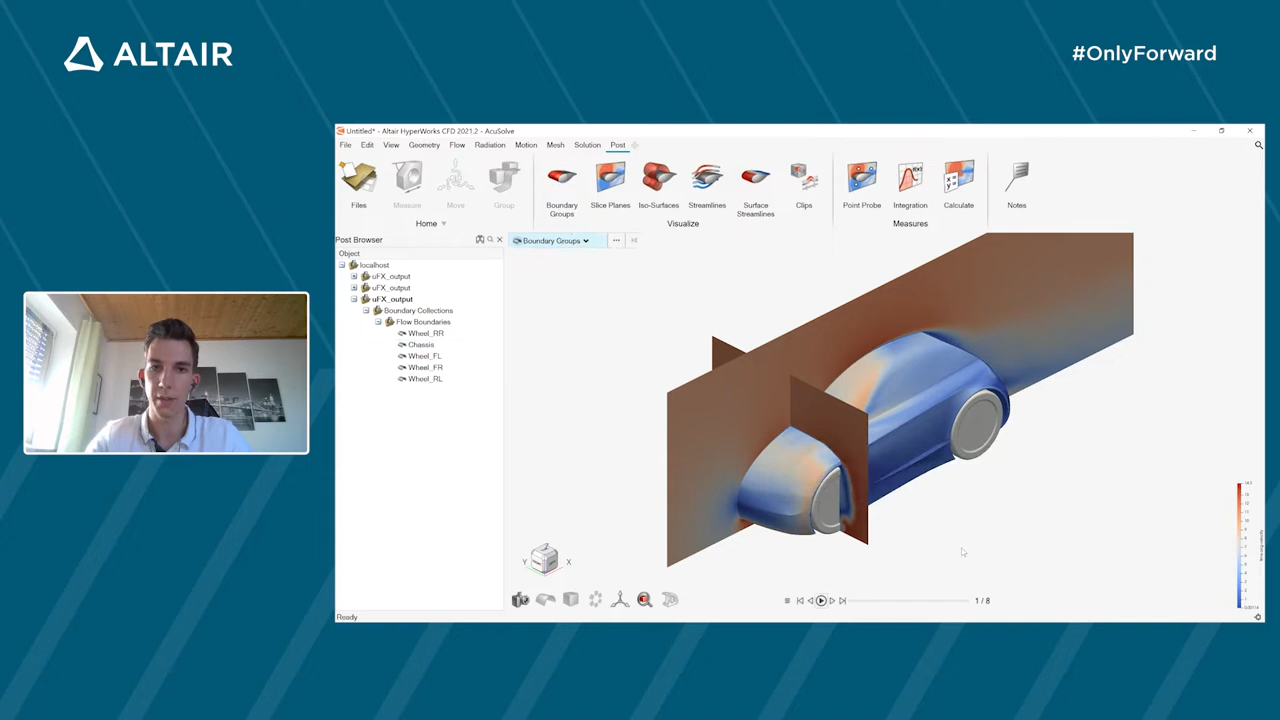 ALTAIR
#OnlyForward
Untitled* - Altair HyperWorks CFD 2021.2 - AcuSolve
File Edit View Geometry Flow Radiation Motion Mesh Solution Post
Files Measure Move Group
Boundary Groups Slice Planes Iso-Surfaces Streamlines Surface Streamlines Clips
Point Probe Integration Calculate Notes
Home Visualize Measures
Post Browser
Boundary Groups
Object
localhost
uFX_output
uFX_output
uFX_output
Boundary Collections
Flow Boundaries
Wheel_RR
Chassis
Wheel_FL
Wheel_FR
Wheel_RL
Z
Y X
1 / 8
Ready